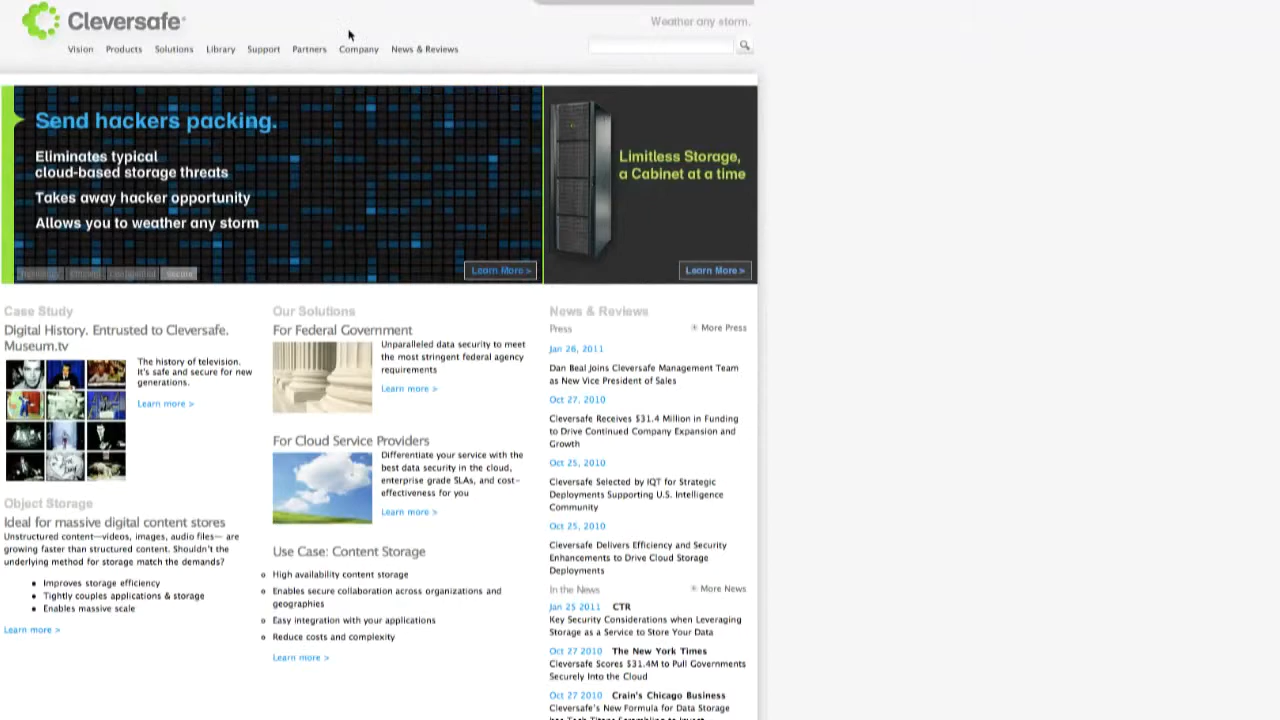 Cleversafe
Weather any storm.
Vision Products Solutions Library Support Partners Company News & Reviews
Send hackers packing.
Eliminates typical
cloud-based storage threats
Takes away hacker opportunity
Allows you to weather any storm
Secure
Learn More >
Limitless Storage,
a Cabinet at a time
Learn More >
Case Study
Digital History. Entrusted to Cleversafe.
Museum.tv
The history of television.
It's safe and secure for new
generations.
Learn more >
Object Storage
Ideal for massive digital content stores
Unstructured content—videos, images, audio files— are
growing faster than structured content. Shouldn't the
underlying method for storage match the demands?
Improves storage efficiency
Tightly couples applications & storage
Enables massive scale
Learn more >
Our Solutions
For Federal Government
Unparalleled data security to meet
the most stringent federal agency
requirements
Learn more >
For Cloud Service Providers
Differentiate your service with the
best data security in the cloud,
enterprise grade SLAs, and cost-
effectiveness for you
Learn more >
Use Case: Content Storage
High availability content storage
Enables secure collaboration across organizations and
geographies
Easy integration with your applications
Reduce costs and complexity
Learn more >
News & Reviews
Press
More Press
Jan 26, 2011
Dan Beal Joins Cleversafe Management Team
as New Vice President of Sales
Oct 27, 2010
Cleversafe Receives $31.4 Million in Funding
to Drive Continued Company Expansion and
Growth
Oct 25, 2010
Cleversafe Selected by IQT for Strategic
Deployments Supporting U.S. Intelligence
Community
Oct 25, 2010
Cleversafe Delivers Efficiency and Security
Enhancements to Drive Cloud Storage
Deployments
In the News
More News
Jan 25 2011 CTR
Key Security Considerations when Leveraging
Storage as a Service to Store Your Data
Oct 27 2010 The New York Times
Cleversafe Scores $31.4M to Pull Governments
Securely Into the Cloud
Oct 27 2010 Crain's Chicago Business
Cleversafe's New Formula for Data Storage